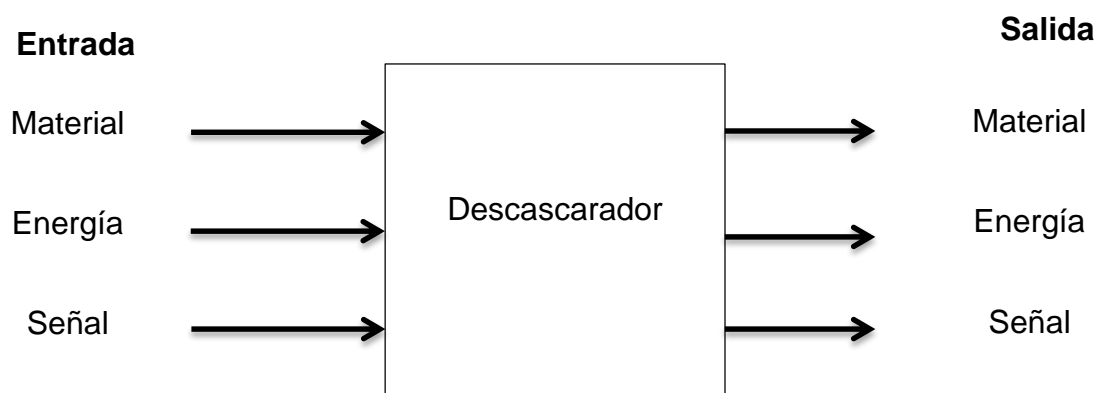 Entrada
Salida
Material
Material
Descascarador
Energía
Energía
Señal
Señal